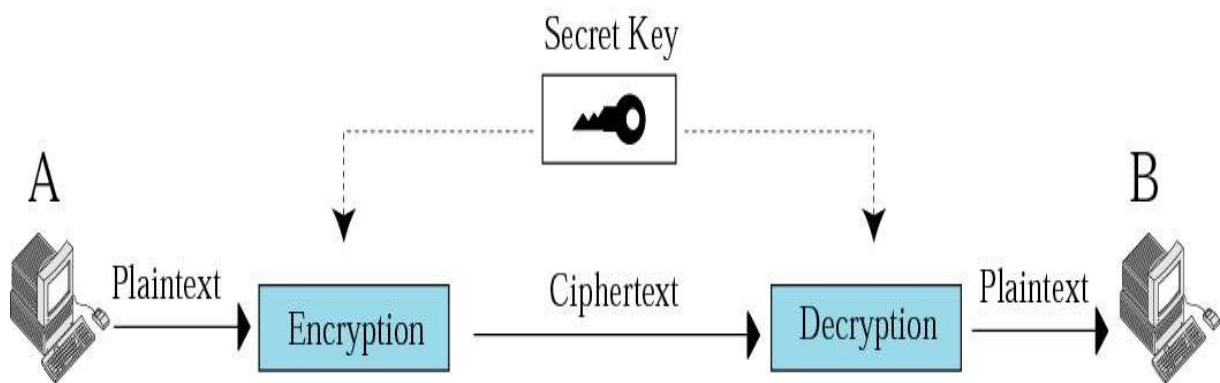 Secret Key
A
B
Plaintext
Encryption
Ciphertext
Decryption
Plaintext